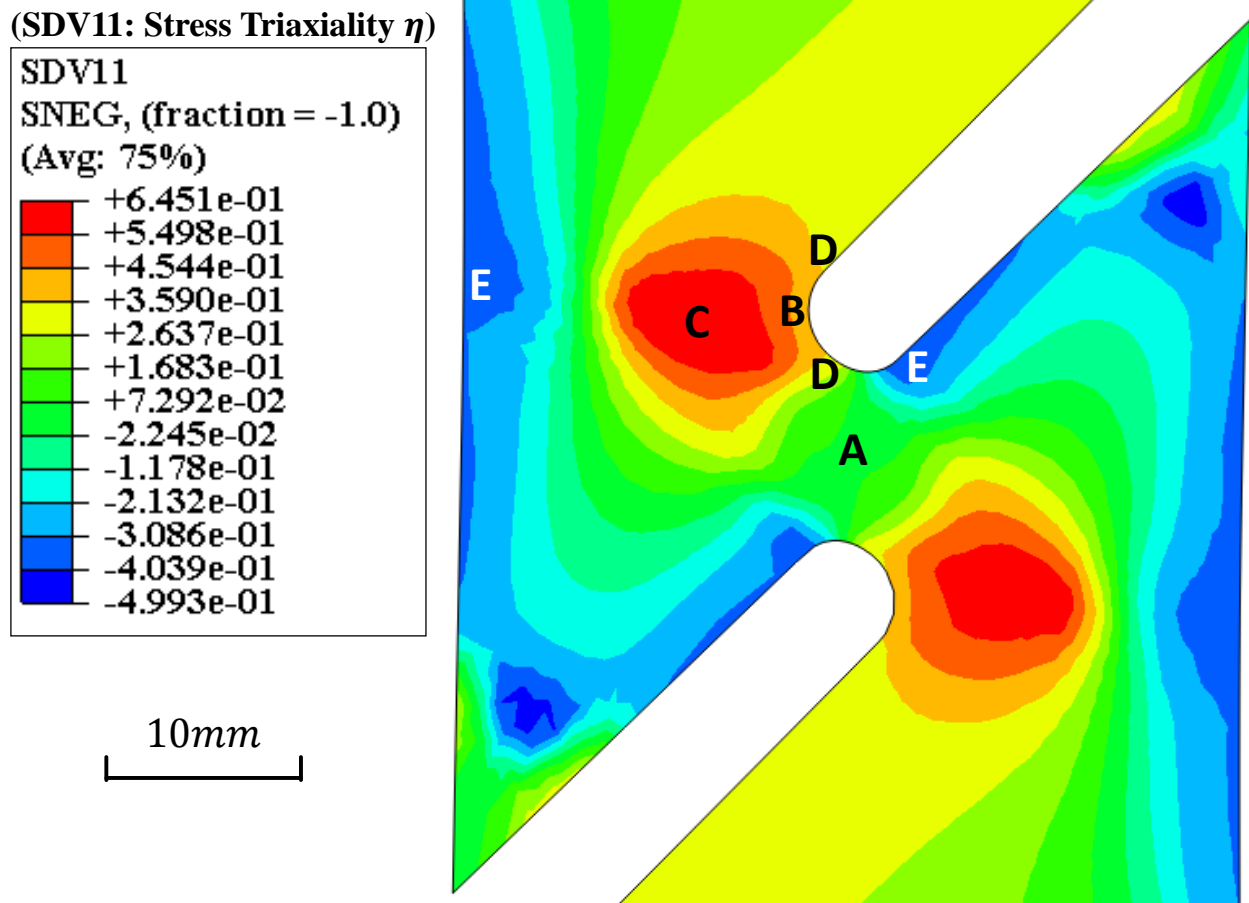 (SDV11: Stress Triaxiality η)
SDV11
SNEG, (fraction = -1.0)
(Avg: 75%)
+6.451e-01
+5.498e-01
+4.544e-01
+3.590e-01
+2.637e-01
+1.683e-01
+7.292e-02
-2.245e-02
-1.178e-01
-2.132e-01
-3.086e-01
-4.039e-01
-4.993e-01
10mm
D
E
B
C
D
E
A